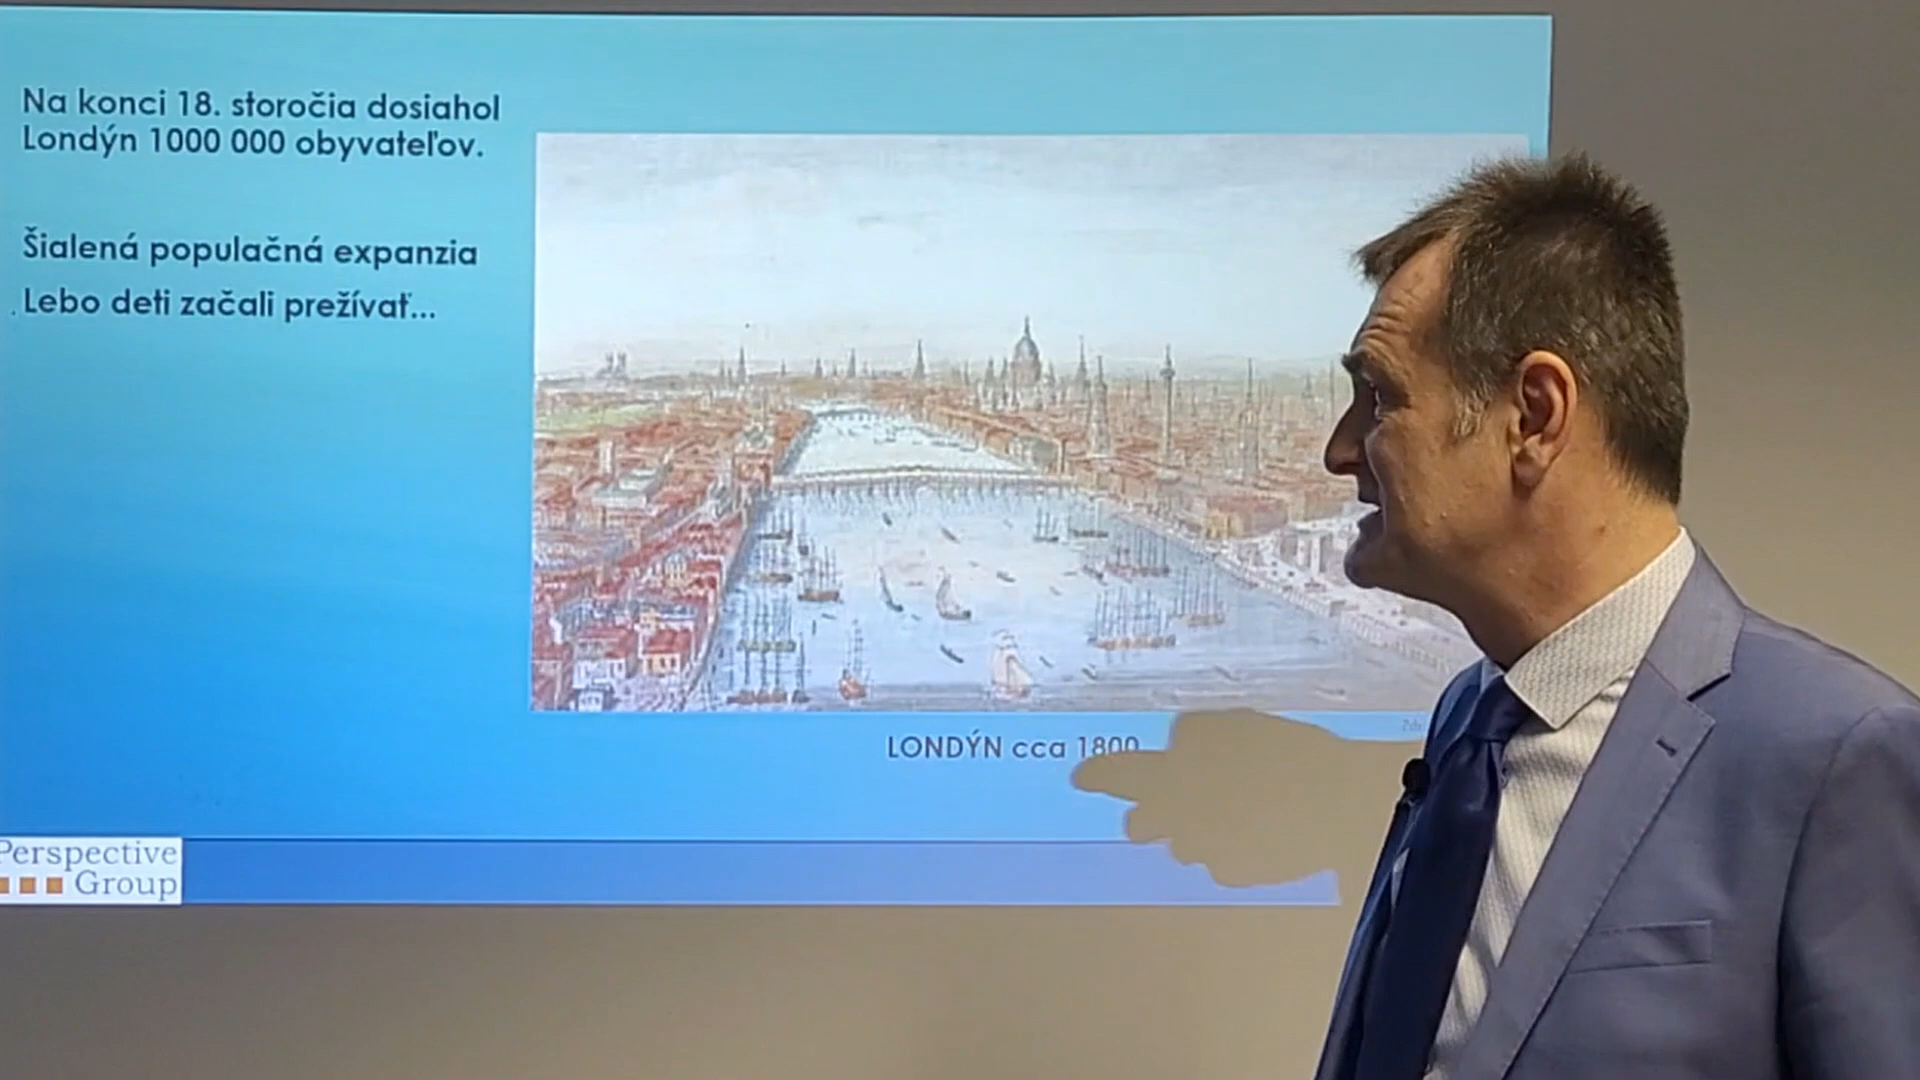 Na konci 18. storočia dosiahol
Londýn 1000 000 obyvateľov.
Šialená populačná expanzia
Lebo deti začali prežívať...
LONDÝN cca 1800
Perspective
Group